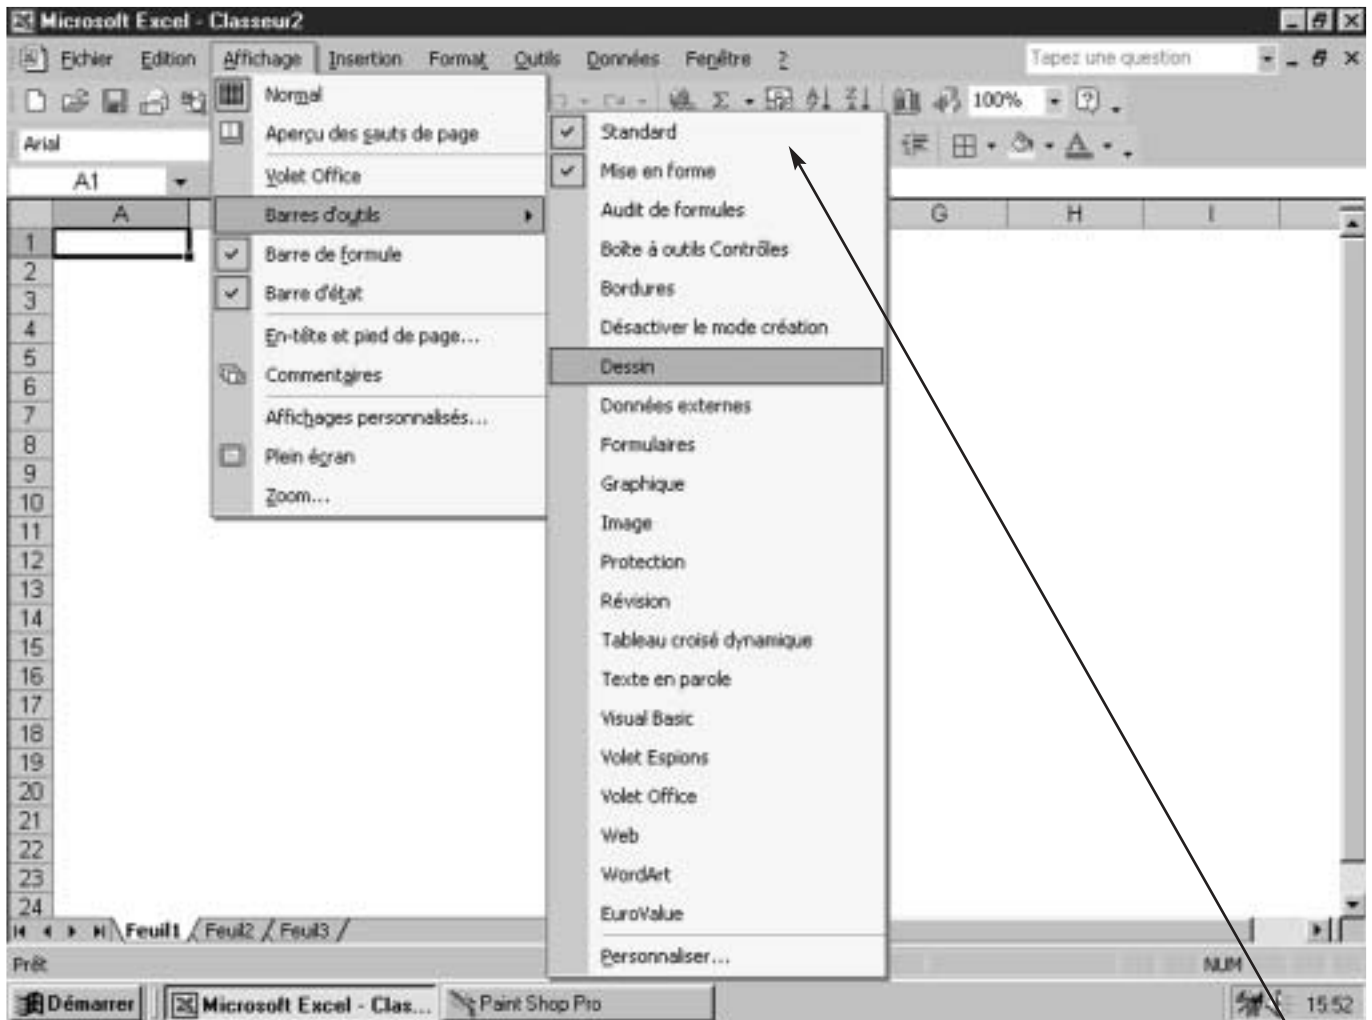 Microsoft Excel - Classeur2
Fichier Edition Affichage Insertion Format Outils Données Fenêtre ? Tapez une question
100%
Arial
A1
A G H I
Normal
Aperçu des sauts de page
Volet Office
Barres d'outils
Barre de formule
Barre d'état
En-tête et pied de page...
Commentaires
Affichages personnalisés...
Plein écran
Zoom...
Standard
Mise en forme
Audit de formules
Boîte à outils Contrôles
Bordures
Désactiver le mode création
Dessin
Données externes
Formulaires
Graphique
Image
Protection
Révision
Tableau croisé dynamique
Texte en parole
Visual Basic
Volet Espions
Volet Office
Web
WordArt
EuroValue
Personnaliser...
1
2
3
4
5
6
7
8
9
10
11
12
13
14
15
16
17
18
19
20
21
22
23
24
Feuil1 Feuil2 Feuil3
Prêt NUM
Démarrer Microsoft Excel - Clas... Paint Shop Pro 15:52